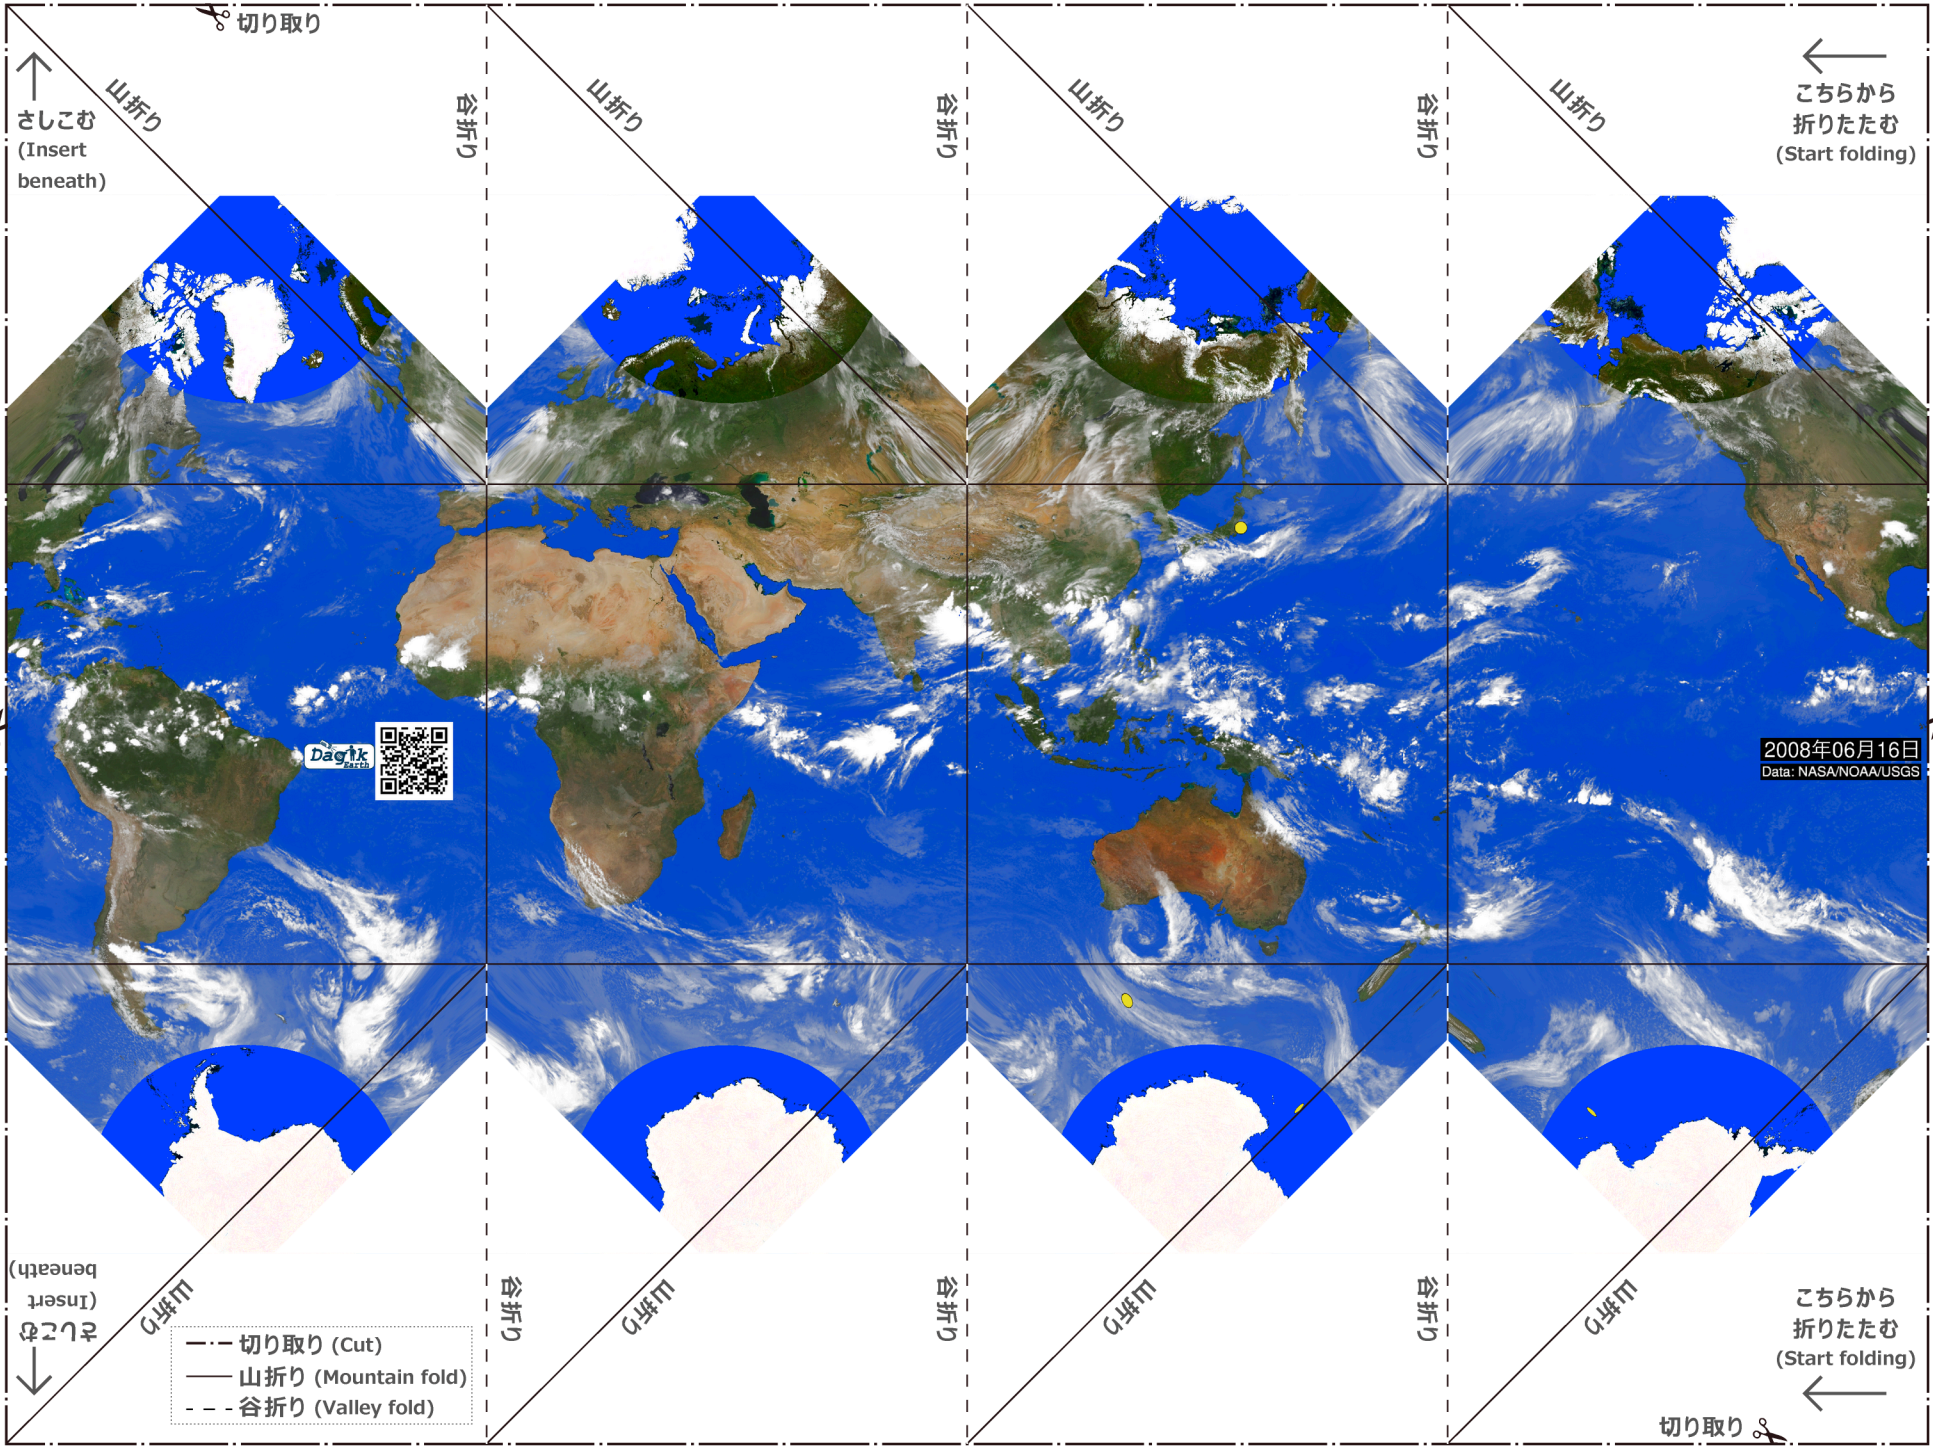 切り取り
山折り
谷折り
山折り
谷折り
山折り
谷折り
山折り
さしこむ
(Insert
beneath)
こちらから
折りたたむ
(Start folding)
Dagik
Earth
2008年06月16日
Data: NASA/NOAA/USGS
さしこむ
(Insert
beneath)
山折り
谷折り
山折り
谷折り
山折り
谷折り
山折り
こちらから
折りたたむ
(Start folding)
切り取り (Cut)
山折り (Mountain fold)
谷折り (Valley fold)
切り取り